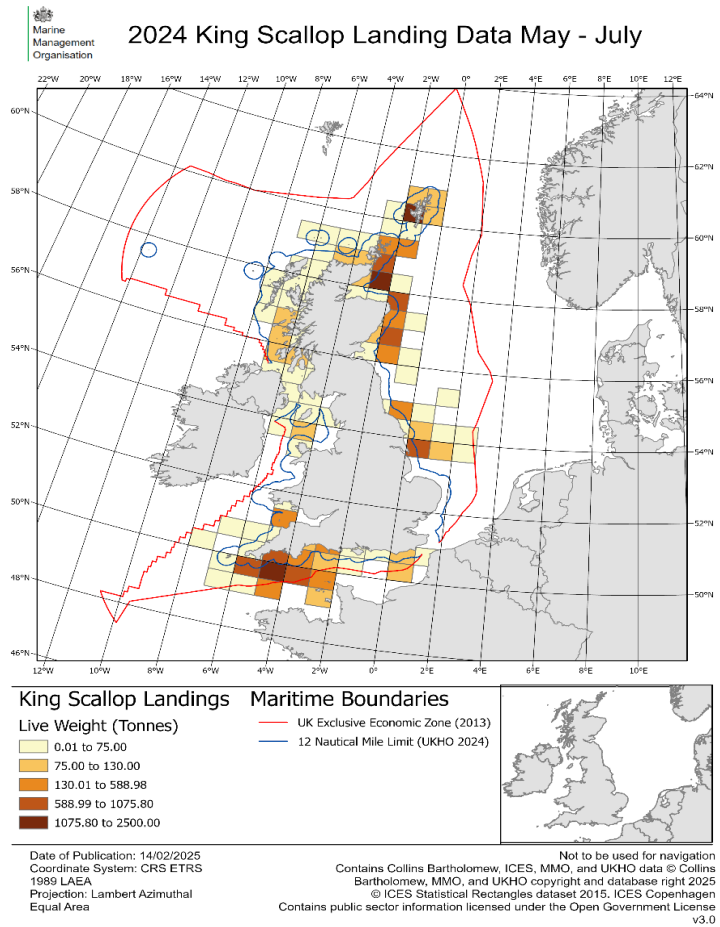 Marine
Management
Organisation
2024 King Scallop Landing Data May - July
22°W 20°W 18°W 16°W 14°W 12°W 10°W 8°W 6°W 4°W 2°W 0° 2°E 4°E 6°E 8°E 10°E 12°E
64°N
60°N
62°N
58°N
60°N
56°N
58°N
54°N
56°N
52°N
54°N
50°N
52°N
48°N
50°N
46°N
12°W 10°W 8°W 6°W 4°W 2°W 0° 2°E 4°E 6°E 8°E 10°E
King Scallop Landings
Live Weight (Tonnes)
0.01 to 75.00
75.00 to 130.00
130.01 to 588.98
588.99 to 1075.80
1075.80 to 2500.00
Maritime Boundaries
UK Exclusive Economic Zone (2013)
12 Nautical Mile Limit (UKHO 2024)
Date of Publication: 14/02/2025
Coordinate System: CRS ETRS
1989 LAEA
Projection: Lambert Azimuthal
Equal Area
Not to be used for navigation
Contains Collins Bartholomew, ICES, MMO, and UKHO data © Collins
Bartholomew, MMO, and UKHO copyright and database right 2025
© ICES Statistical Rectangles dataset 2015. ICES Copenhagen
Contains public sector information licensed under the Open Government License
v3.0